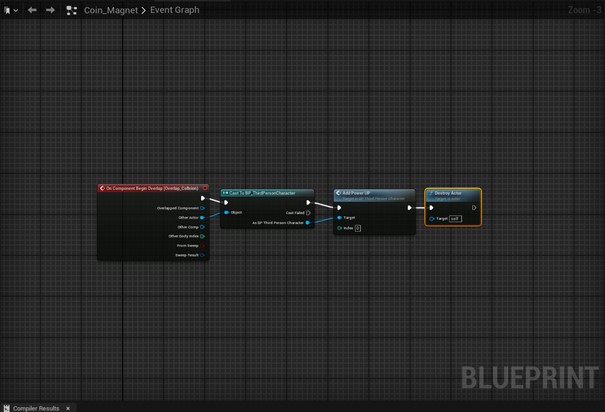 Coin_Magnet > Event Graph
Zoom -3
On Component Begin Overlap (Overlap_Collision)
Overlapped Component
Other Actor
Other Comp
Other Body Index
From Sweep
Sweep Result
Cast To BP_ThirdPersonCharacter
Object
Cast Failed
As BP Third Person Character
Add Power UP
Target is BP Third Person Character
Target
Index 0
Destroy Actor
Target is Actor
Target self
BLUEPRINT
Compiler Results